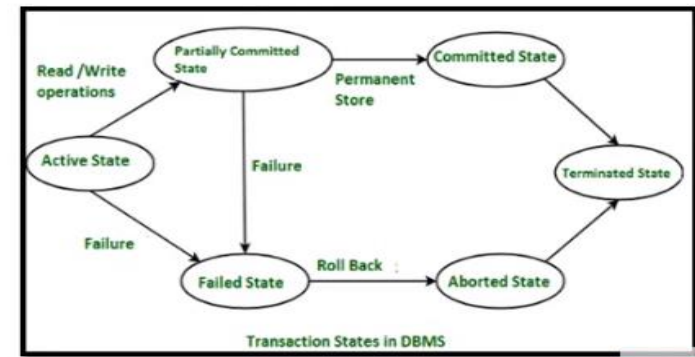 Partially Committed
State
Committed State
Read /Write
operations
Permanent
Store
Active State
Failure
Terminated State
Failure
Roll Back
Failed State
Aborted State
Transaction States in DBMS